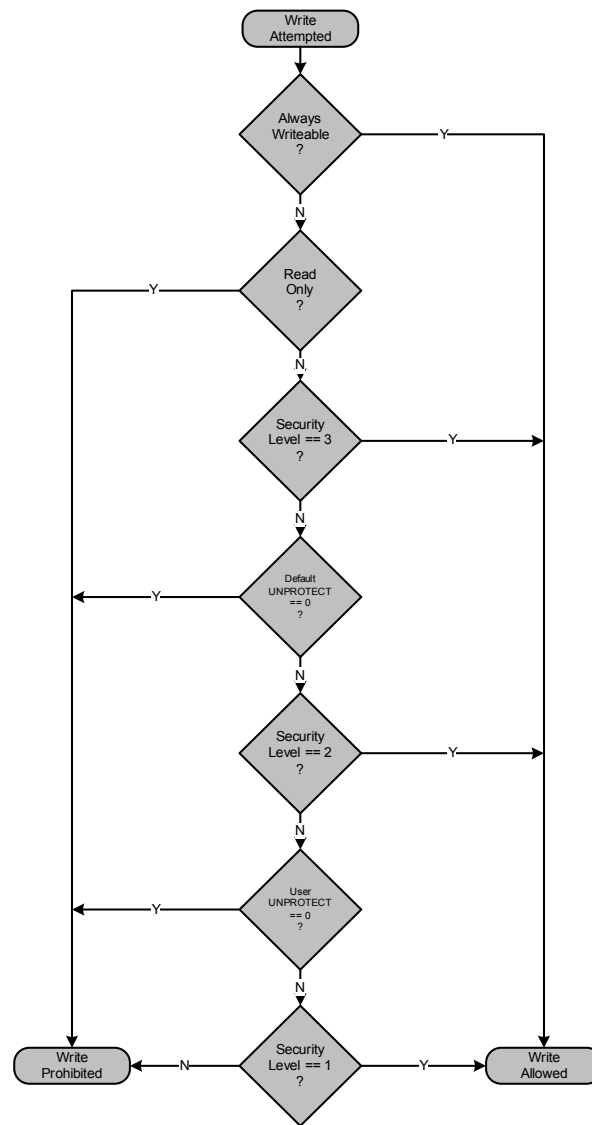 Write
Attempted
Always
Writeable
?
Y
N
Read
Only
?
Y
N
Security
Level == 3
?
Y
N
Default
UNPROTECT
== 0
?
Y
N
Security
Level == 2
?
Y
N
User
UNPROTECT
== 0
?
Y
N
Security
Level == 1
?
N
Y
Write
Prohibited
Write
Allowed